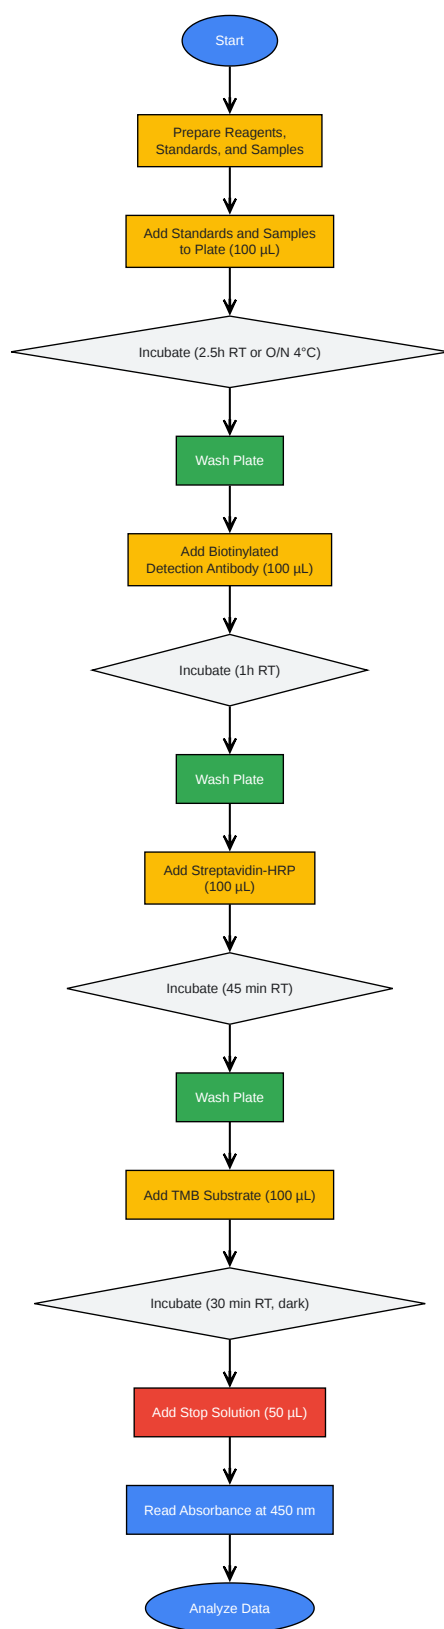 Start
Prepare Reagents,
Standards, and Samples
Add Standards and Samples
to Plate (100 µL)
Incubate (2.5h RT or O/N 4°C)
Wash Plate
Add Biotinylated
Detection Antibody (100 µL)
Incubate (1h RT)
Wash Plate
Add Streptavidin-HRP
(100 µL)
Incubate (45 min RT)
Wash Plate
Add TMB Substrate (100 µL)
Incubate (30 min RT, dark)
Add Stop Solution (50 µL)
Read Absorbance at 450 nm
Analyze Data